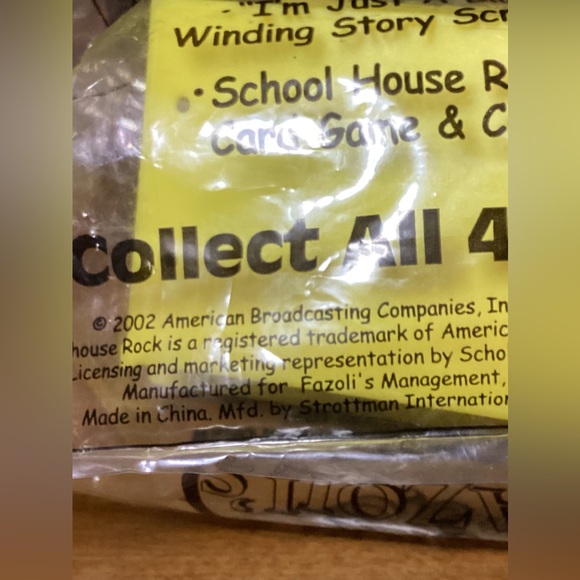 - "I'm Just A
Winding Story Scr
• School House R
Card Game & C
Collect All 4
© 2002 American Broadcasting Companies, In
house Rock is a registered trademark of Americ
Licensing and marketing representation by Scho
Manufactured for Fazoli's Management,
Made in China. Mfd. by Strottman Internation